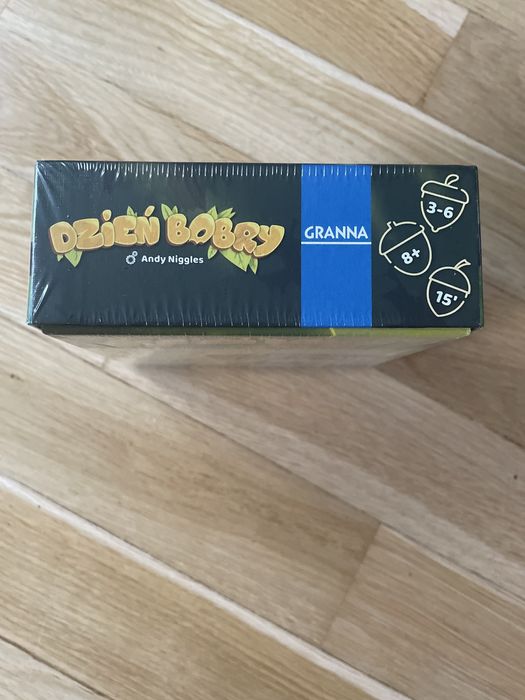 DZIEŃ BOBRY
Andy Niggles
GRANNA
3-6
8+
15'